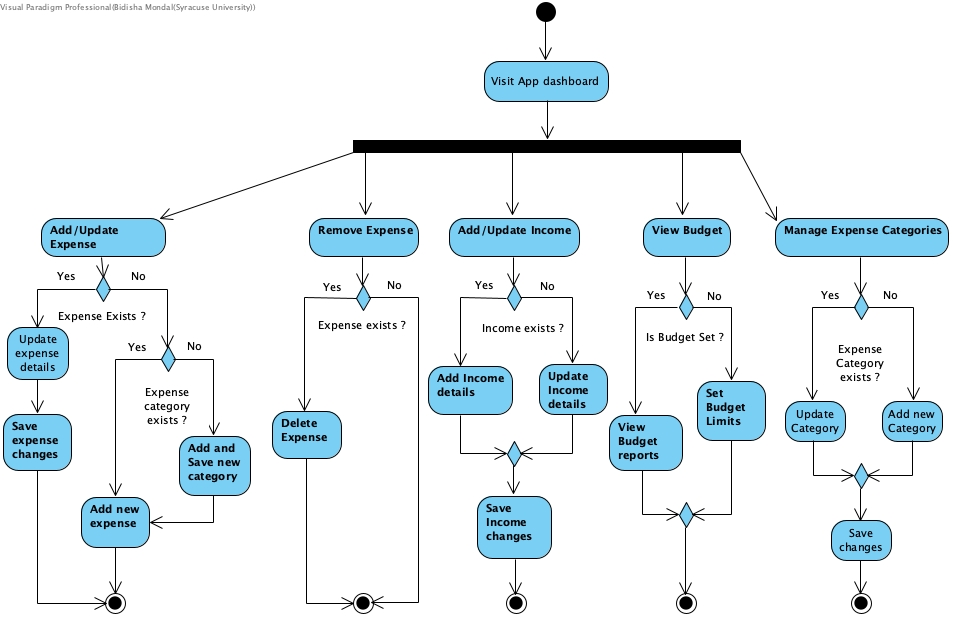 Visual Paradigm Professional(Bidisha Mondal(Syracuse University))
Visit App dashboard
Add/Update
Expense
Remove Expense
Add/Update Income
View Budget
Manage Expense Categories
Yes
No
Expense Exists ?
Update
expense
details
Save
expense
changes
Yes
No
Expense
category
exists ?
Add and
Save new
category
Add new
expense
Yes
No
Expense exists ?
Delete
Expense
Yes
No
Income exists ?
Add Income
details
Update
Income
details
Save
Income
changes
Yes
No
Is Budget Set ?
View
Budget
reports
Set
Budget
Limits
Yes
No
Expense
Category
exists ?
Update
Category
Add new
Category
Save
changes